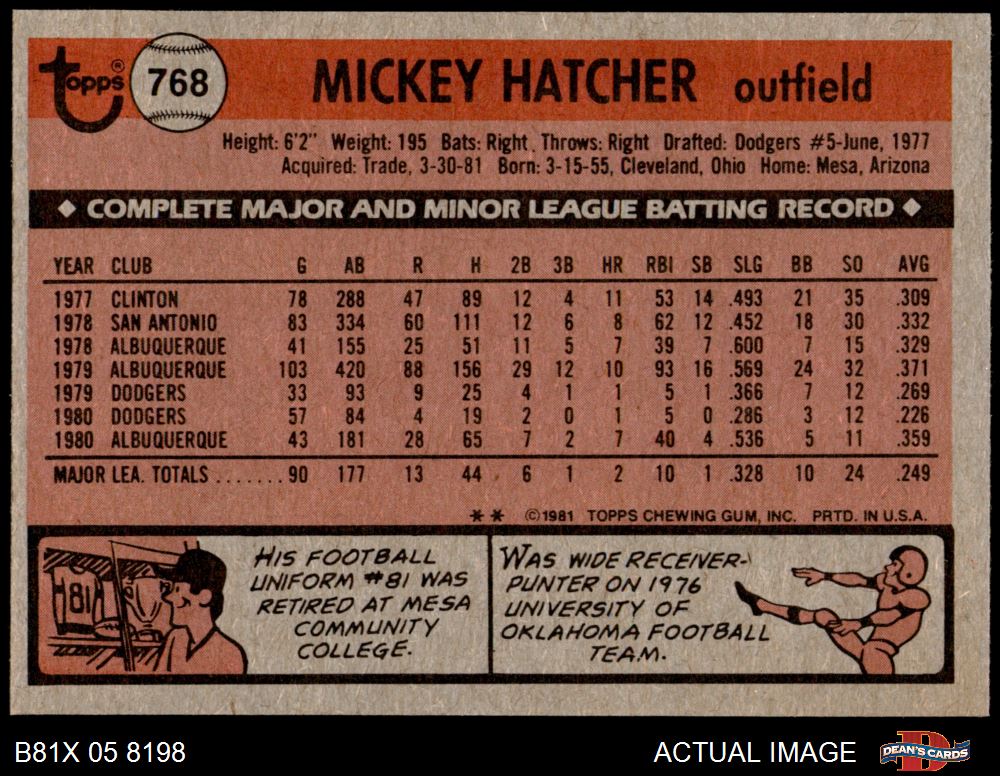 Topps® 768 MICKEY HATCHER outfield
Height: 6'2" Weight: 195 Bats: Right Throws: Right Drafted: Dodgers #5-June, 1977
Acquired: Trade, 3-30-81 Born: 3-15-55, Cleveland, Ohio Home: Mesa, Arizona
◆ COMPLETE MAJOR AND MINOR LEAGUE BATTING RECORD ◆
YEAR CLUB G AB R H 2B 3B HR RBI SB SLG BB SO AVG
1977 CLINTON 78 288 47 89 12 4 11 53 14 .493 21 35 .309
1978 SAN ANTONIO 83 334 60 111 12 6 8 62 12 .452 18 30 .332
1978 ALBUQUERQUE 41 155 25 51 11 5 7 39 7 .600 7 15 .329
1979 ALBUQUERQUE 103 420 88 156 29 12 10 93 16 .569 24 32 .371
1979 DODGERS 33 93 9 25 4 1 1 5 1 .366 7 12 .269
1980 DODGERS 57 84 4 19 2 0 1 5 0 .286 3 12 .226
1980 ALBUQUERQUE 43 181 28 65 7 2 7 40 4 .536 5 11 .359
MAJOR LEA. TOTALS ....... 90 177 13 44 6 1 2 10 1 .328 10 24 .249
** ©1981 TOPPS CHEWING GUM, INC. PRTD. IN U.S.A.
81
HIS FOOTBALL
UNIFORM #81 WAS
RETIRED AT MESA
COMMUNITY
COLLEGE.
WAS WIDE RECEIVER-
PUNTER ON 1976
UNIVERSITY OF
OKLAHOMA FOOTBALL
TEAM.
B81X 05 8198 ACTUAL IMAGE DEAN'S CARDS